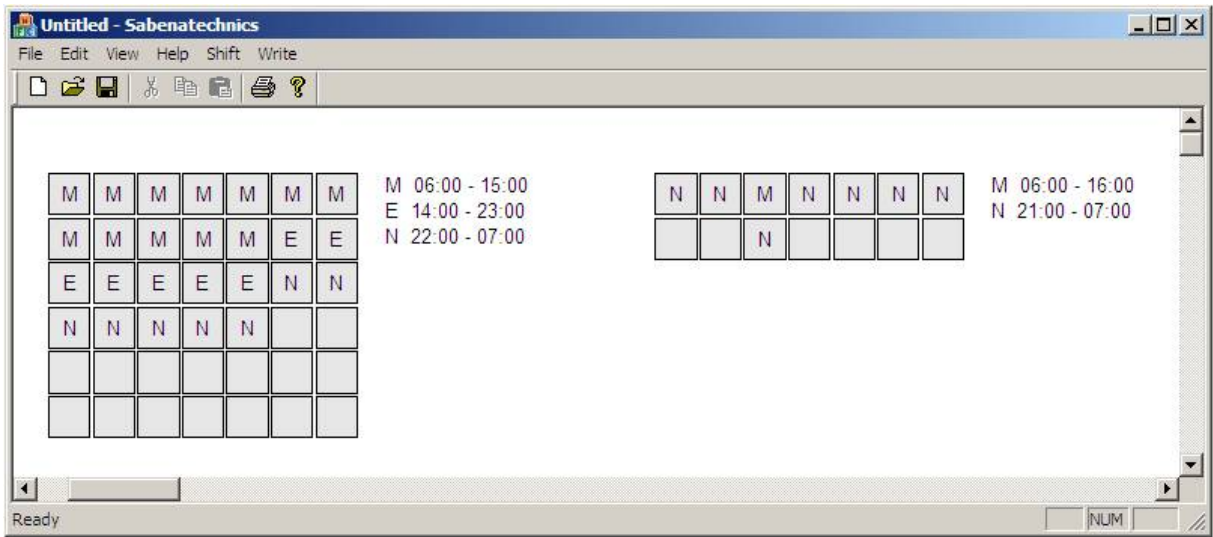 Untitled - Sabenatechnics
File Edit View Help Shift Write
M M M M M M M
M M M M M E E
E E E E E N N
N N N N N
M 06:00 - 15:00
E 14:00 - 23:00
N 22:00 - 07:00
N N M N N N N
N
M 06:00 - 16:00
N 21:00 - 07:00
Ready
NUM